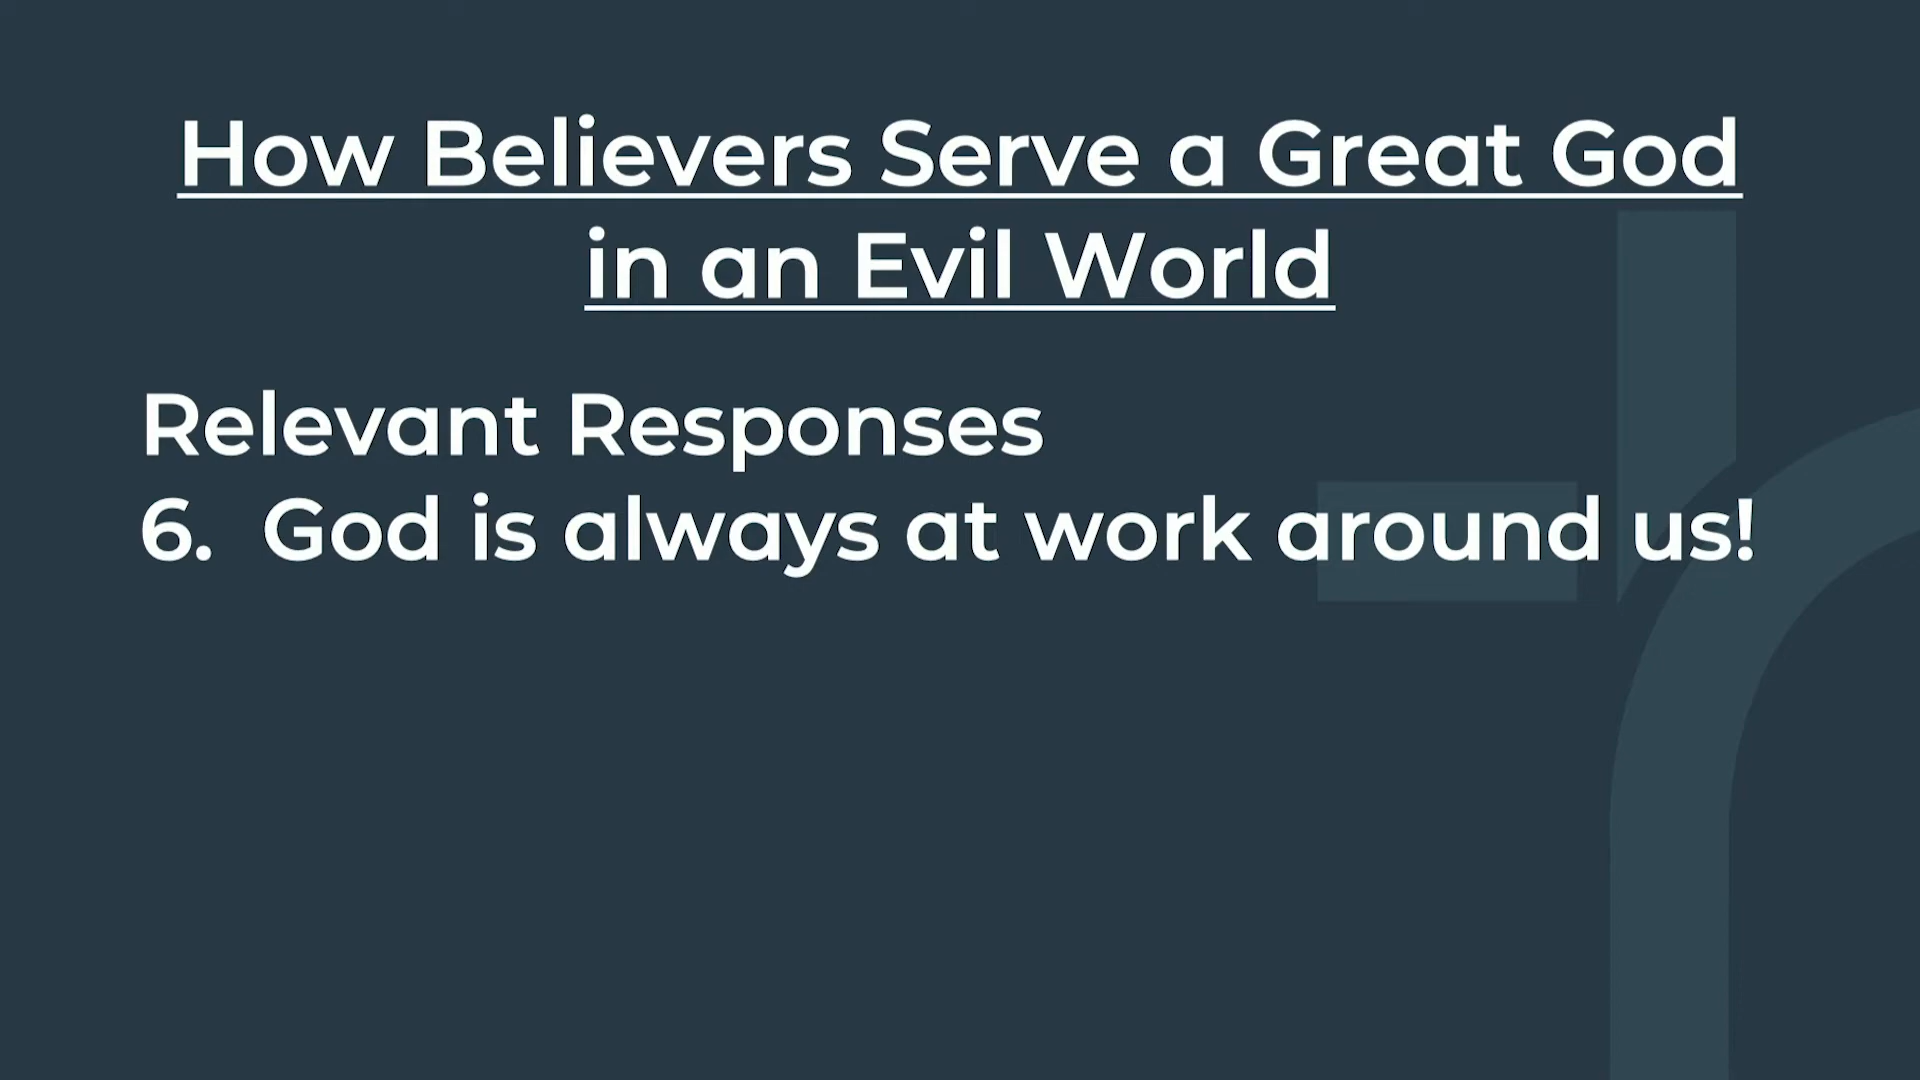 How Believers Serve a Great God
in an Evil World
Relevant Responses
6. God is always at work around us!